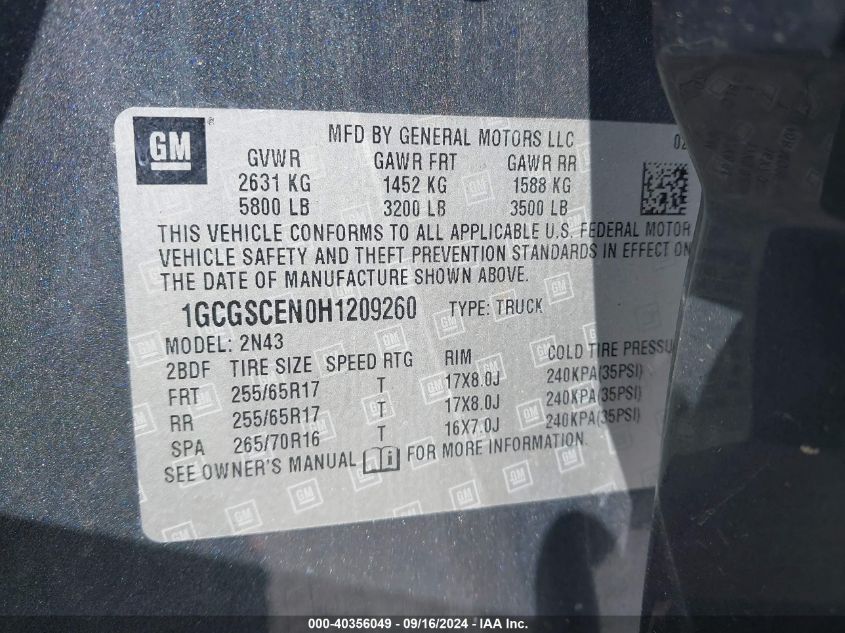 GM ®
MFD BY GENERAL MOTORS LLC 02
GVWR GAWR FRT GAWR RR
2631 KG 1452 KG 1588 KG
5800 LB 3200 LB 3500 LB
THIS VEHICLE CONFORMS TO ALL APPLICABLE U.S. FEDERAL MOTOR
VEHICLE SAFETY AND THEFT PREVENTION STANDARDS IN EFFECT ON
THE DATE OF MANUFACTURE SHOWN ABOVE.
1GCGSCEN0H1209260 TYPE: TRUCK
MODEL: 2N43
2BDF TIRE SIZE SPEED RTG RIM COLD TIRE PRESSU
FRT 255/65R17 T 17X8.0J 240KPA(35PSI)
RR 255/65R17 T 17X8.0J 240KPA(35PSI)
SPA 265/70R16 T 16X7.0J 240KPA(35PSI)
SEE OWNER'S MANUAL FOR MORE INFORMATION.
000-40356049 - 09/16/2024 - IAA Inc.